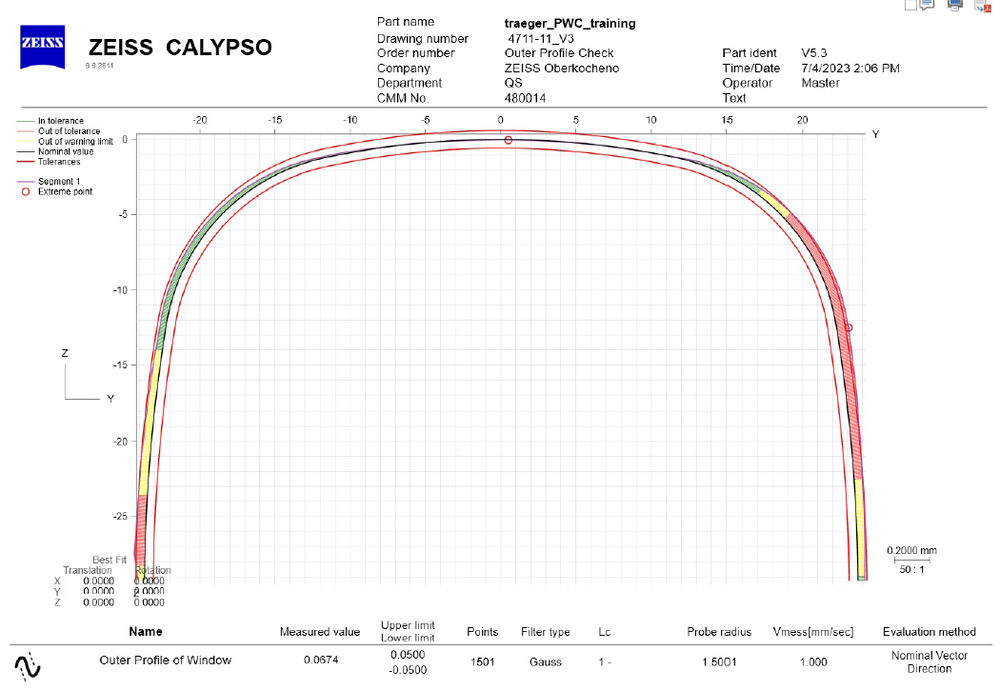 ZEISS
ZEISS CALYPSO
6.8.2811
Part name traeger_PWC_training
Drawing number 4711-11_V3
Order number Outer Profile Check Part ident V5.3
Company ZEISS Oberkocheno Time/Date 7/4/2023 2:06 PM
Department QS Operator Master
CMM No. 480014 Text
In tolerance
Out of tolerance
Out of warning limit
Nominal value
Tolerances
Segment 1
Extreme point
-20 -15 -10 -5 0 5 10 15 20
Y
0
-5
-10
-15
-20
-25
Z
Y
0.2000 mm
50 : 1
Best Fit
Translation Rotation
X 0.0000 0.0000
Y 0.0000 0.0000
Z 0.0000 0.0000
Z
Name Measured value Upper limit Points Filter type Lc Probe radius Vmess[mm/sec] Evaluation method
Lower limit
Outer Profile of Window 0.0674 0.0500 1501 Gauss 1 - 1.5001 1.000 Nominal Vector
-0.0500 Direction